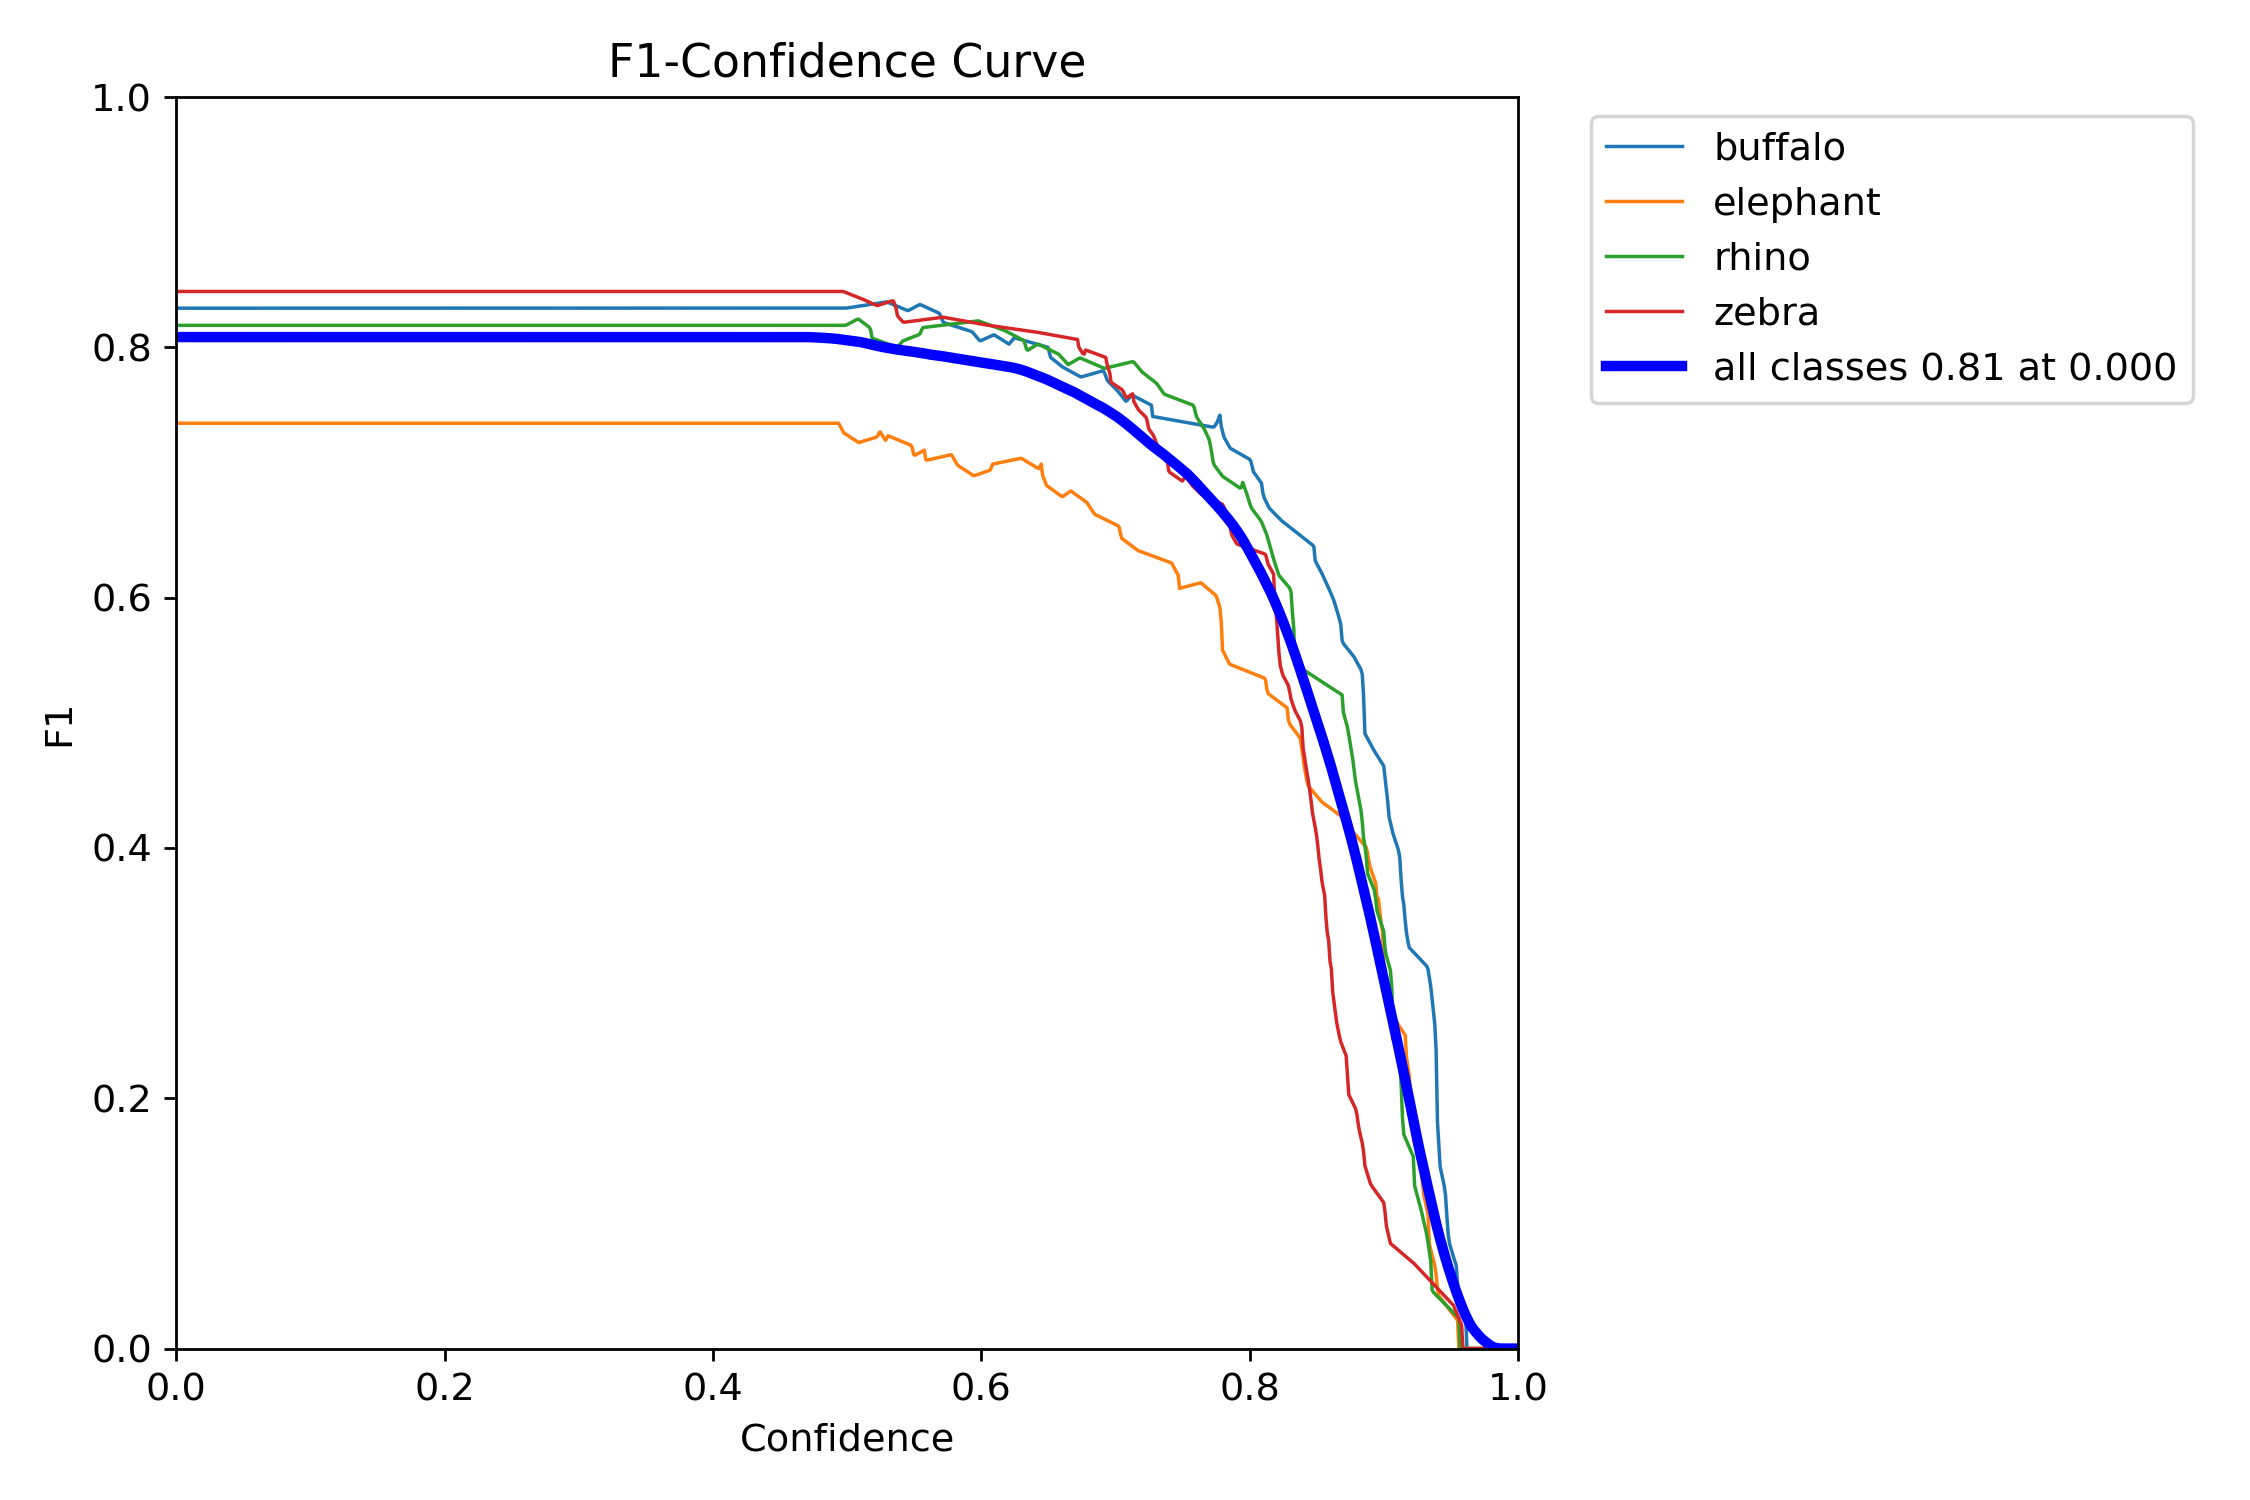 F1-Confidence Curve
1.0
0.8
0.6
0.4
0.2
0.0
F1
0.0 0.2 0.4 0.6 0.8 1.0
Confidence
buffalo
elephant
rhino
zebra
all classes 0.81 at 0.000